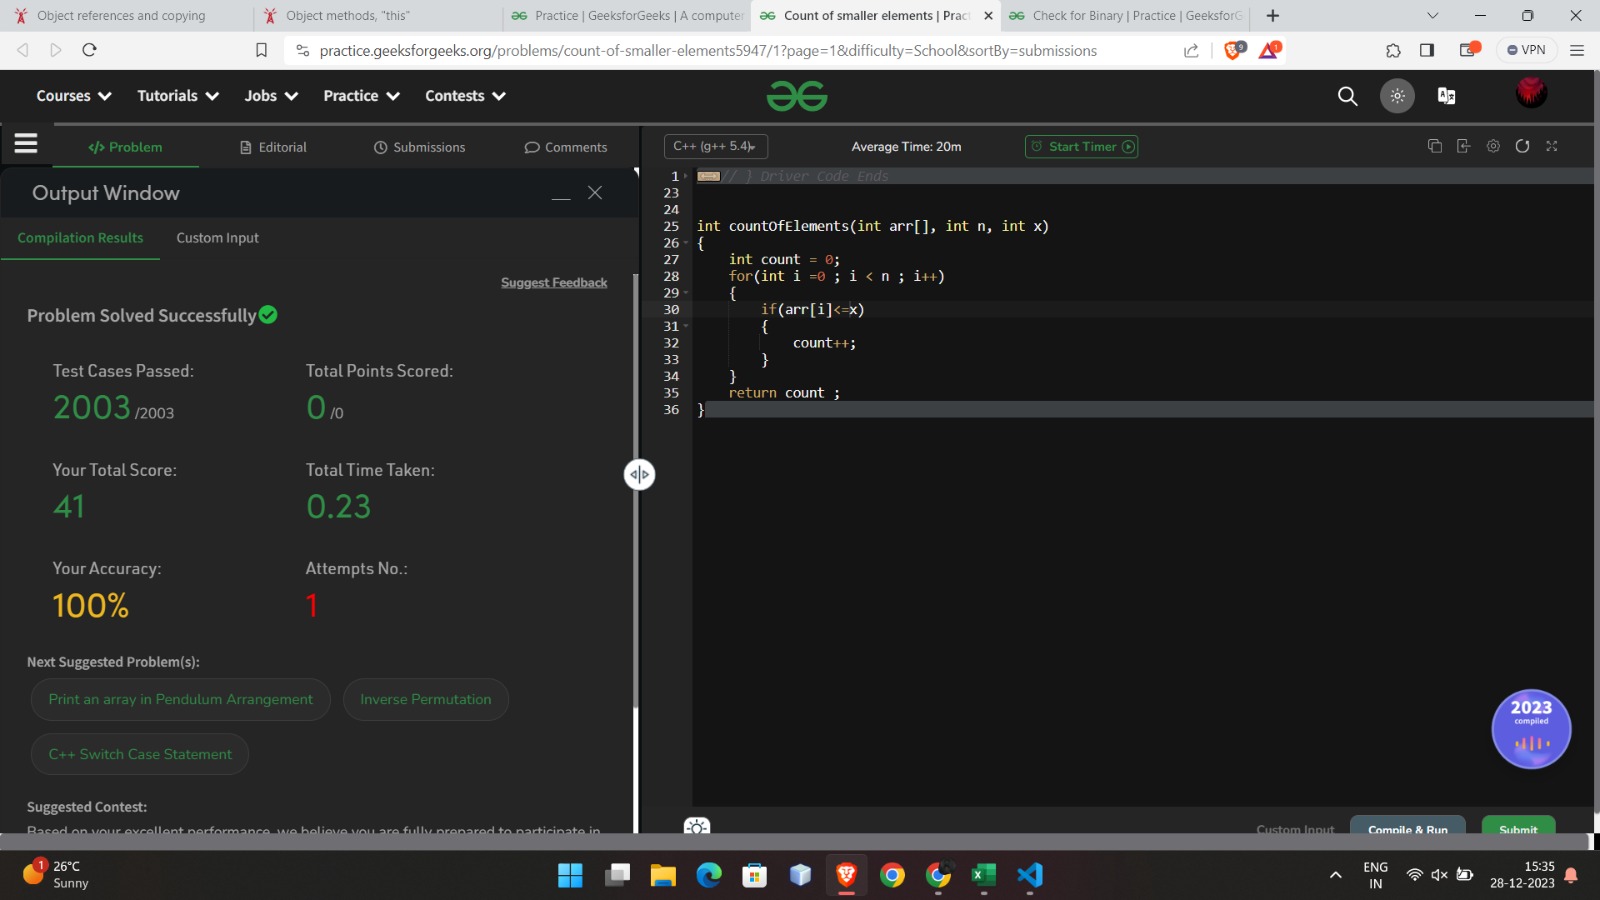 Object references and copying
Object methods, "this"
Practice | GeeksforGeeks | A computer
Count of smaller elements | Pract
Check for Binary | Practice | GeeksforG
practice.geeksforgeeks.org/problems/count-of-smaller-elements5947/1?page=1&difficulty=School&sortBy=submissions
9
1
VPN
Courses
Tutorials
Jobs
Practice
Contests
Problem
Editorial
Submissions
Comments
C++ (g++ 5.4)
Average Time: 20m
Start Timer
Output Window
Compilation Results
Custom Input
Suggest Feedback
Problem Solved Successfully
Test Cases Passed:
Total Points Scored:
2003 /2003
0 /0
Your Total Score:
Total Time Taken:
41
0.23
Your Accuracy:
Attempts No.:
100%
1
Next Suggested Problem(s):
Print an array in Pendulum Arrangement
Inverse Permutation
C++ Switch Case Statement
Suggested Contest:
Based on your excellent performance, we believe you are fully prepared to participate in
1 // } Driver Code Ends
23
24
25 int countOfElements(int arr[], int n, int x)
26 {
27 int count = 0;
28 for(int i =0 ; i < n ; i++)
29 {
30 if(arr[i]<=x)
31 {
32 count++;
33 }
34 }
35 return count ;
36 }
2023
compiled
Custom Input
Compile & Run
Submit
1
26°C
Sunny
ENG
IN
15:35
28-12-2023